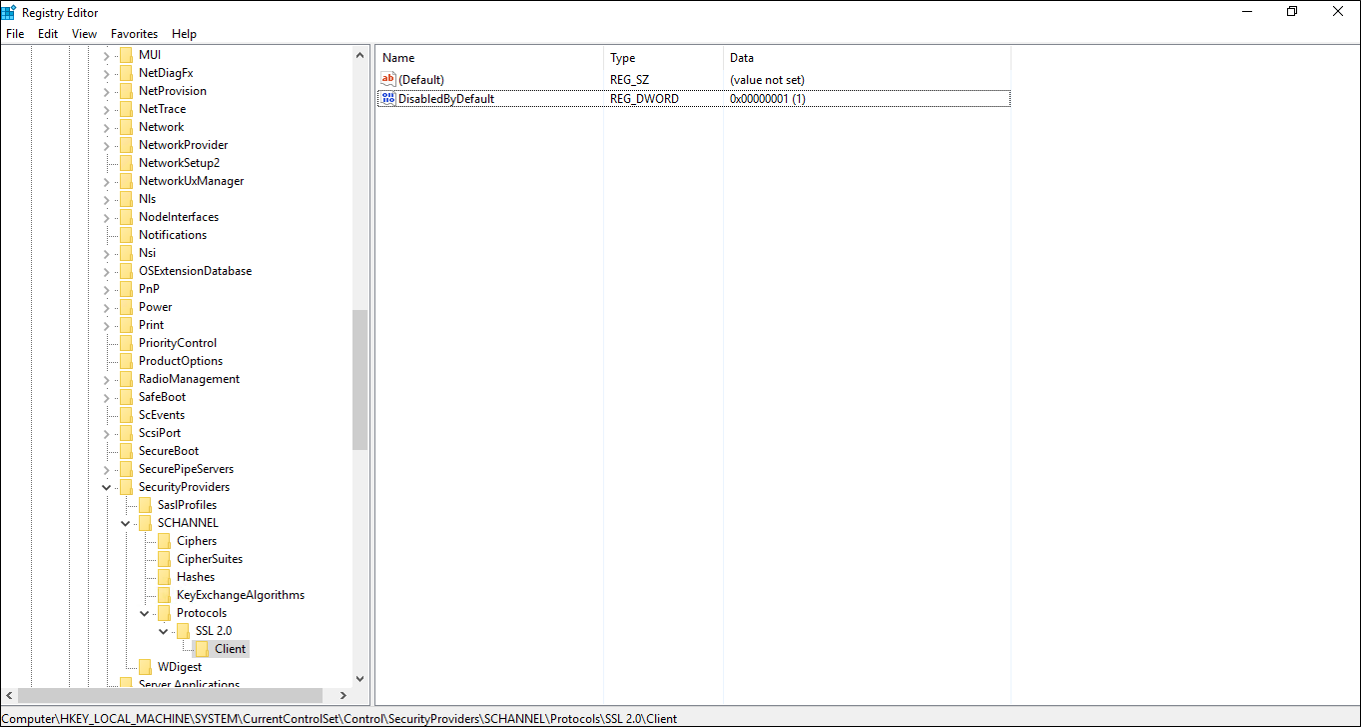 Registry Editor
File Edit View Favorites Help
MUI
NetDiagFx
NetProvision
NetTrace
Network
NetworkProvider
NetworkSetup2
NetworkUxManager
Nls
NodeInterfaces
Notifications
Nsi
OSExtensionDatabase
PnP
Power
Print
PriorityControl
ProductOptions
RadioManagement
SafeBoot
ScEvents
ScsiPort
SecureBoot
SecurePipeServers
SecurityProviders
SaslProfiles
SCHANNEL
Ciphers
CipherSuites
Hashes
KeyExchangeAlgorithms
Protocols
SSL 2.0
Client
WDigest
Server Applications
Name Type Data
ab (Default) REG_SZ (value not set)
DisabledByDefault REG_DWORD 0x00000001 (1)
Computer\HKEY_LOCAL_MACHINE\SYSTEM\CurrentControlSet\Control\SecurityProviders\SCHANNEL\Protocols\SSL 2.0\Client